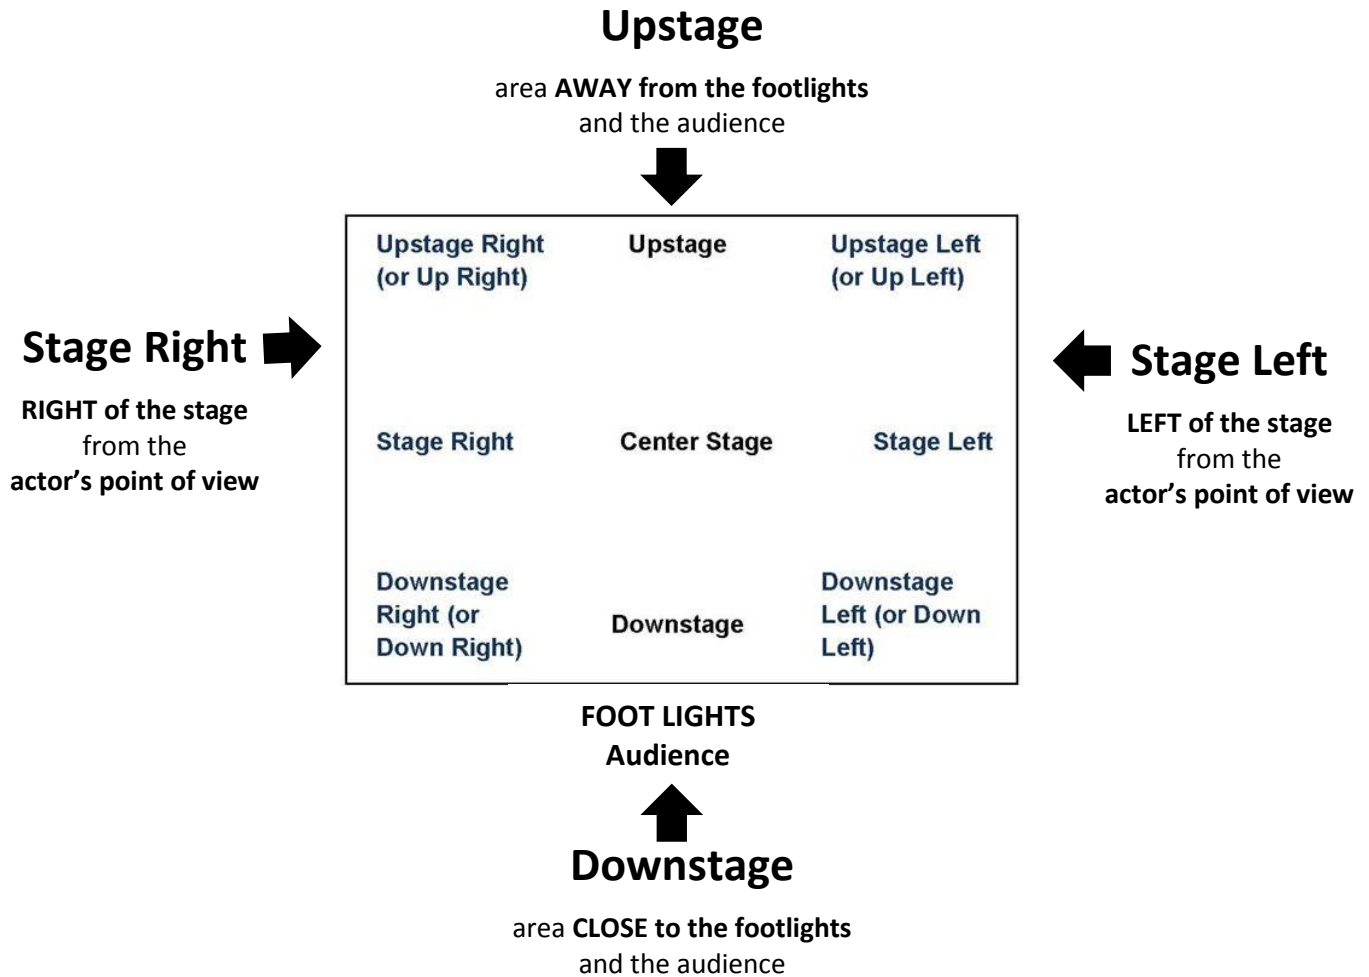 Upstage
area AWAY from the footlights
and the audience
Upstage Right
(or Up Right)
Upstage
Upstage Left
(or Up Left)
Stage Right
RIGHT of the stage
from the
actor’s point of view
Stage Right
Center Stage
Stage Left
Stage Left
LEFT of the stage
from the
actor’s point of view
Downstage
Right (or
Down Right)
Downstage
Downstage
Left (or Down
Left)
FOOT LIGHTS
Audience
Downstage
area CLOSE to the footlights
and the audience